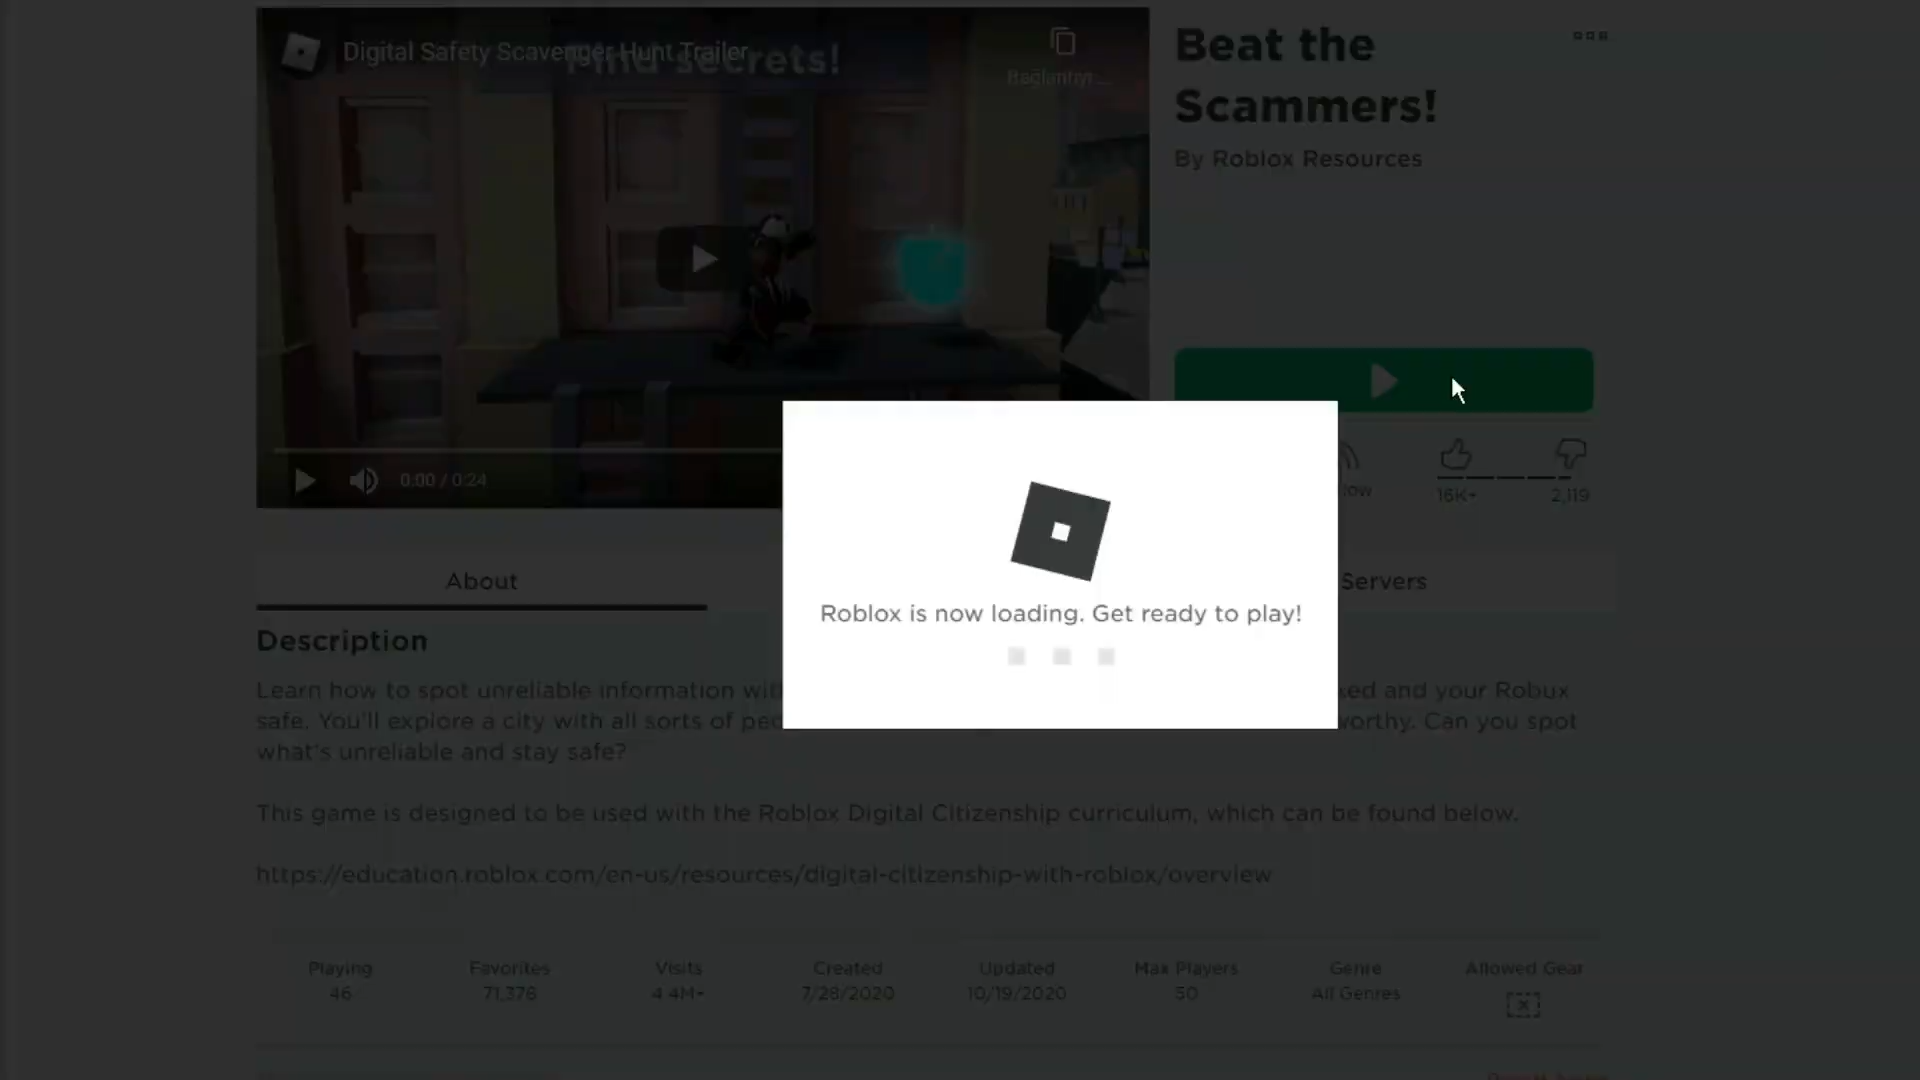 Digital Safety Scavenger Hunt Trailer
Find secrets!
Beat the
Scammers!
By Roblox Resources
0:00 / 0:24
16K+
2,119
About
Servers
Roblox is now loading. Get ready to play!
Description
Learn how to spot unreliable information and your Robux
safe. You'll explore a city with all sorts of Can you spot
what's unreliable and stay safe?
This game is designed to be used with the Roblox Digital Citizenship curriculum, which can be found below.
https://education.roblox.com/en-us/resources/digital-citizenship-with-roblox/overview
Playing
Favorites
Visits
Created
Updated
Max Players
Genre
Allowed Gear
46
71,376
4.4M+
7/28/2020
10/19/2020
50
All Genres